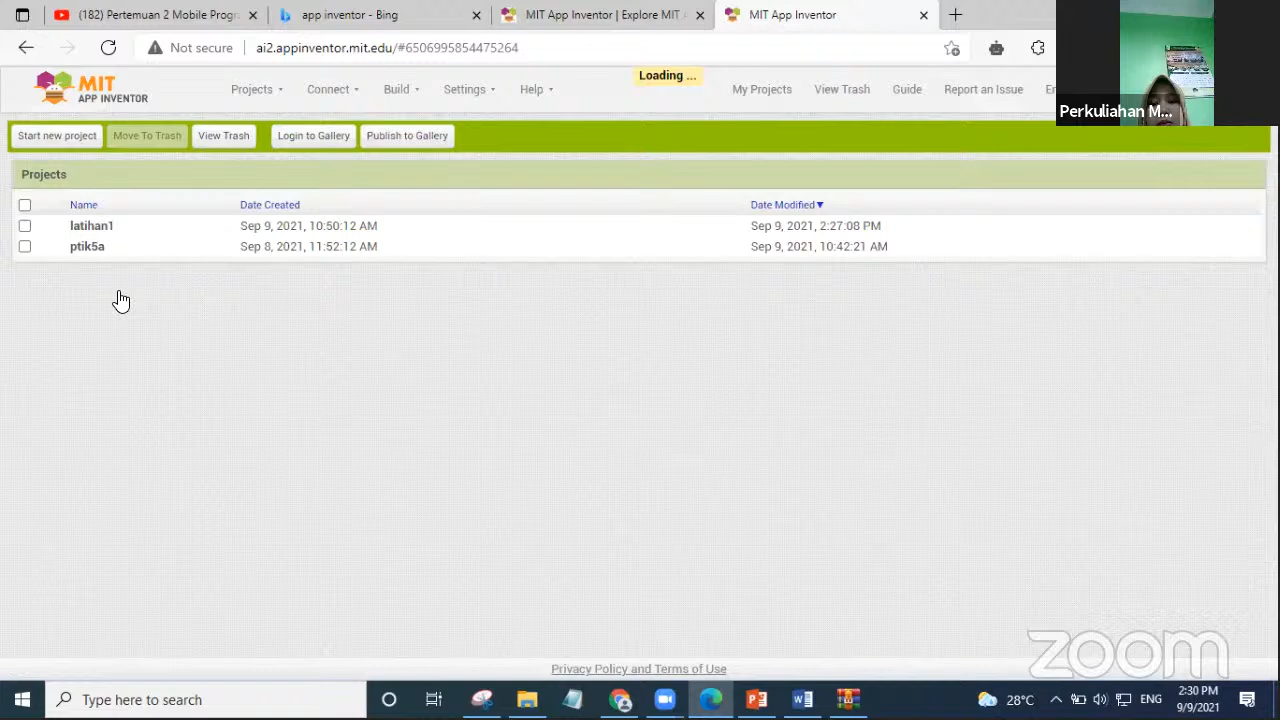 (182) Pertemuan 2 Mobile Progr
app inventor - Bing
MIT App Inventor | Explore MIT A
MIT App Inventor
Not secure
ai2.appinventor.mit.edu/#6506995854475264
MIT
APP INVENTOR
Projects
Connect
Build
Settings
Help
Loading ...
My Projects
View Trash
Guide
Report an Issue
Perkuliahan M...
Start new project
Move To Trash
View Trash
Login to Gallery
Publish to Gallery
Projects
Name
Date Created
Date Modified
latihan1
Sep 9, 2021, 10:50:12 AM
Sep 9, 2021, 2:27:08 PM
ptik5a
Sep 8, 2021, 11:52:12 AM
Sep 9, 2021, 10:42:21 AM
zoom
Privacy Policy and Terms of Use
Type here to search
28°C
ENG
2:30 PM
9/9/2021